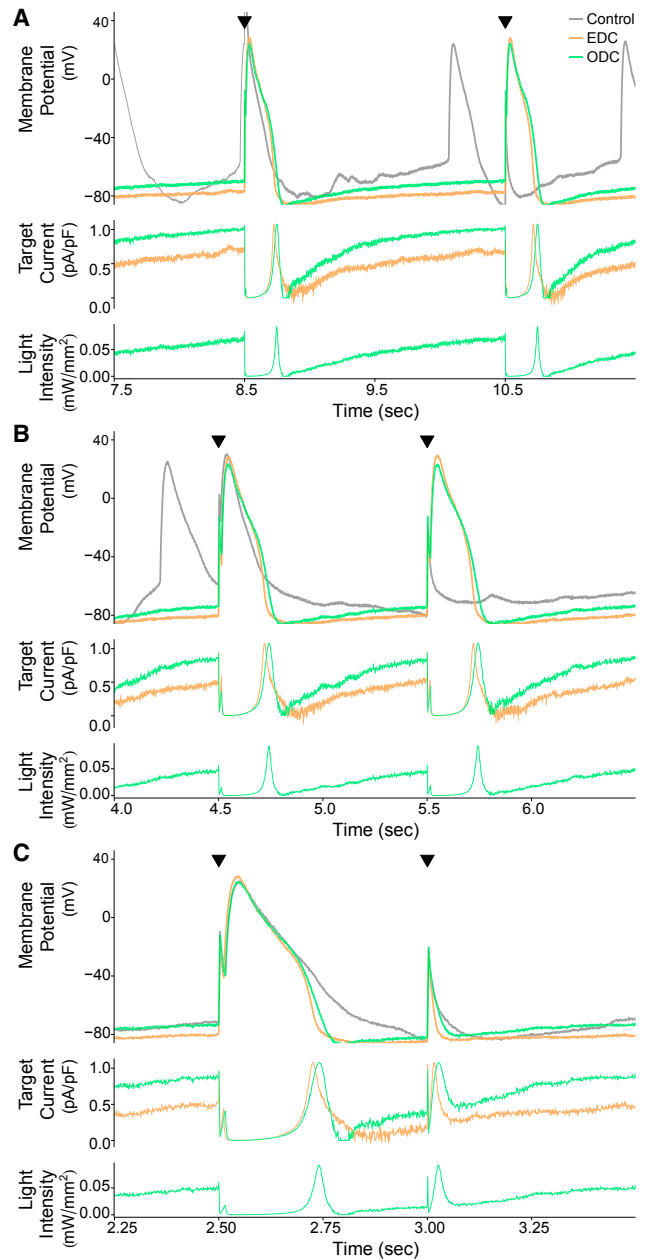 A
Control
EDC
ODC
Membrane
Potential
(mV)
40
0
−40
−80
Target
Current
(pA/pF)
1.0
0.5
0.0
Light
Intensity
(mW/mm²)
0.05
0.00
7.5 8.5 9.5 10.5
Time (sec)
B
Membrane
Potential
(mV)
40
0
−40
−80
Target
Current
(pA/pF)
1.0
0.5
0.0
Light
Intensity
(mW/mm²)
0.05
0.00
4.0 4.5 5.0 5.5 6.0
Time (sec)
C
Membrane
Potential
(mV)
40
0
−40
−80
Target
Current
(pA/pF)
1.0
0.5
0.0
Light
Intensity
(mW/mm²)
0.05
0.00
2.25 2.50 2.75 3.00 3.25
Time (sec)